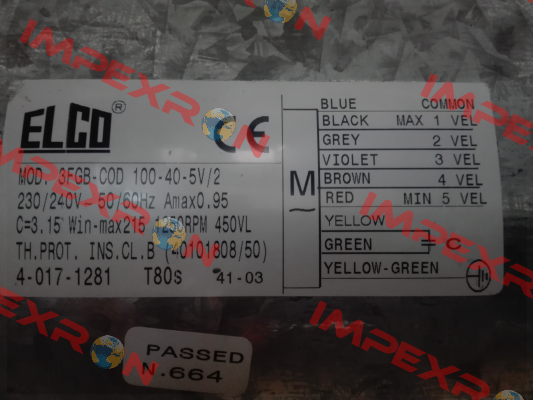 ELCO ®
CE
MOD. 3FGB-COD 100-40-5V/2
230/240V- 50/60Hz Amax0.95
C=3.15 Win-max215 1250RPM 450VL
TH.PROT. INS.CL.B (40101808/50)
4-017-1281 T80s 41-03
M
BLUE COMMON
BLACK MAX 1 VEL
GREY 2 VEL
VIOLET 3 VEL
BROWN 4 VEL
RED MIN 5 VEL
YELLOW
GREEN C
YELLOW-GREEN
PASSED
N.664
IMPEXRON
IMPEXRON
IMPEXRON
IMPEXRON